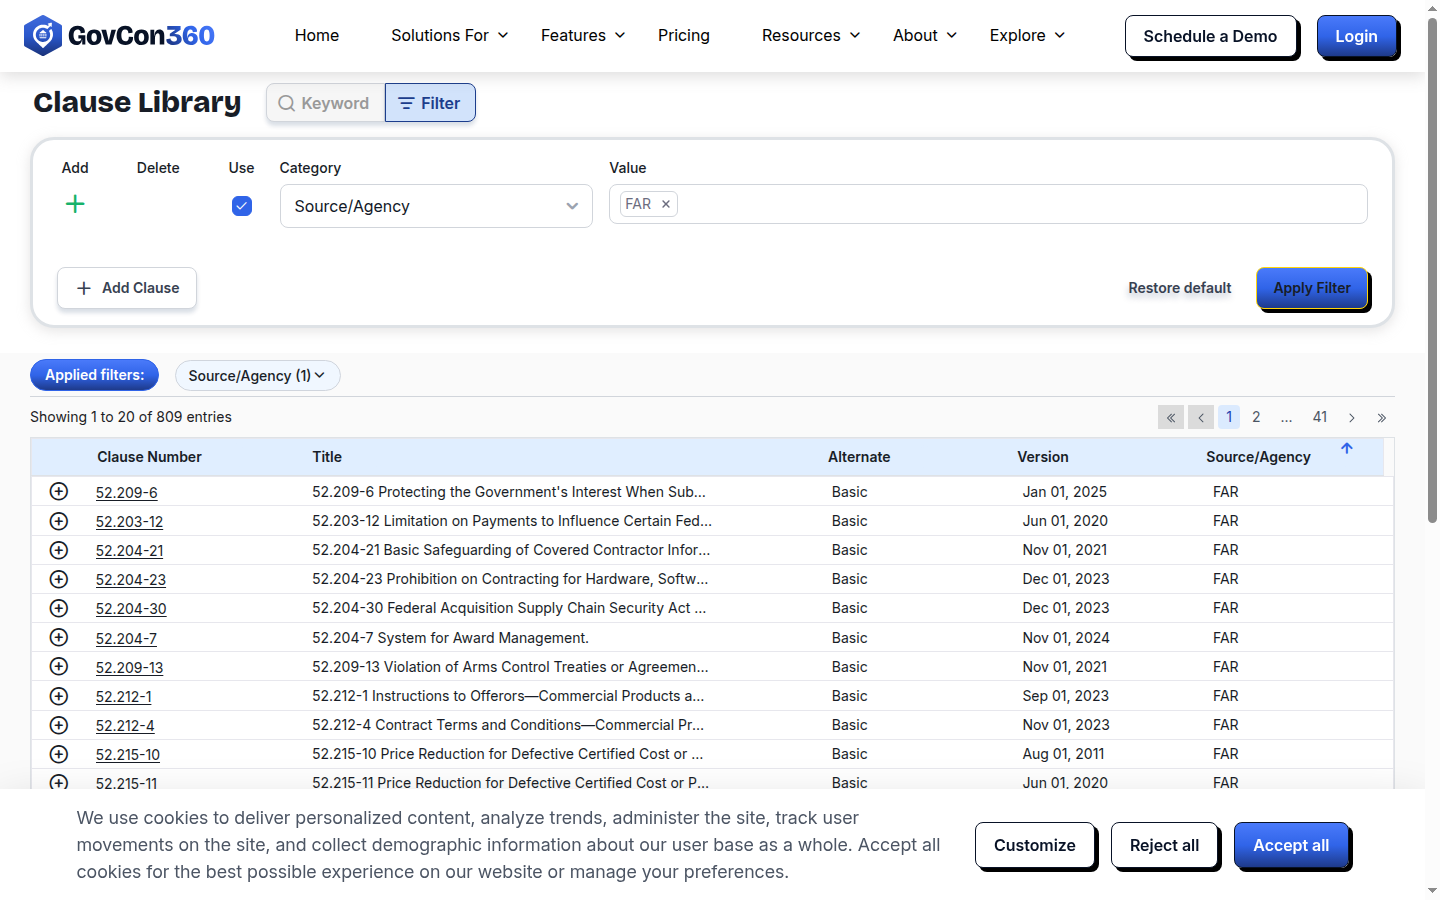 GovCon360
Home
Solutions For
Features
Pricing
Resources
About
Explore
Schedule a Demo
Login
Clause Library
Keyword
Filter
Add
Delete
Use
Category
Value
Source/Agency
FAR ×
Add Clause
Restore default
Apply Filter
Applied filters:
Source/Agency (1)
Showing 1 to 20 of 809 entries
« ‹ 1 2 ... 41 › »
Clause Number Title Alternate Version Source/Agency
52.209-6 52.209-6 Protecting the Government's Interest When Sub... Basic Jan 01, 2025 FAR
52.203-12 52.203-12 Limitation on Payments to Influence Certain Fed... Basic Jun 01, 2020 FAR
52.204-21 52.204-21 Basic Safeguarding of Covered Contractor Infor... Basic Nov 01, 2021 FAR
52.204-23 52.204-23 Prohibition on Contracting for Hardware, Softw... Basic Dec 01, 2023 FAR
52.204-30 52.204-30 Federal Acquisition Supply Chain Security Act ... Basic Dec 01, 2023 FAR
52.204-7 52.204-7 System for Award Management. Basic Nov 01, 2024 FAR
52.209-13 52.209-13 Violation of Arms Control Treaties or Agreemen... Basic Nov 01, 2021 FAR
52.212-1 52.212-1 Instructions to Offerors—Commercial Products a... Basic Sep 01, 2023 FAR
52.212-4 52.212-4 Contract Terms and Conditions—Commercial Pr... Basic Nov 01, 2023 FAR
52.215-10 52.215-10 Price Reduction for Defective Certified Cost or ... Basic Aug 01, 2011 FAR
52.215-11 52.215-11 Price Reduction for Defective Certified Cost or P... Basic Jun 01, 2020 FAR
We use cookies to deliver personalized content, analyze trends, administer the site, track user
movements on the site, and collect demographic information about our user base as a whole. Accept all
cookies for the best possible experience on our website or manage your preferences.
Customize
Reject all
Accept all